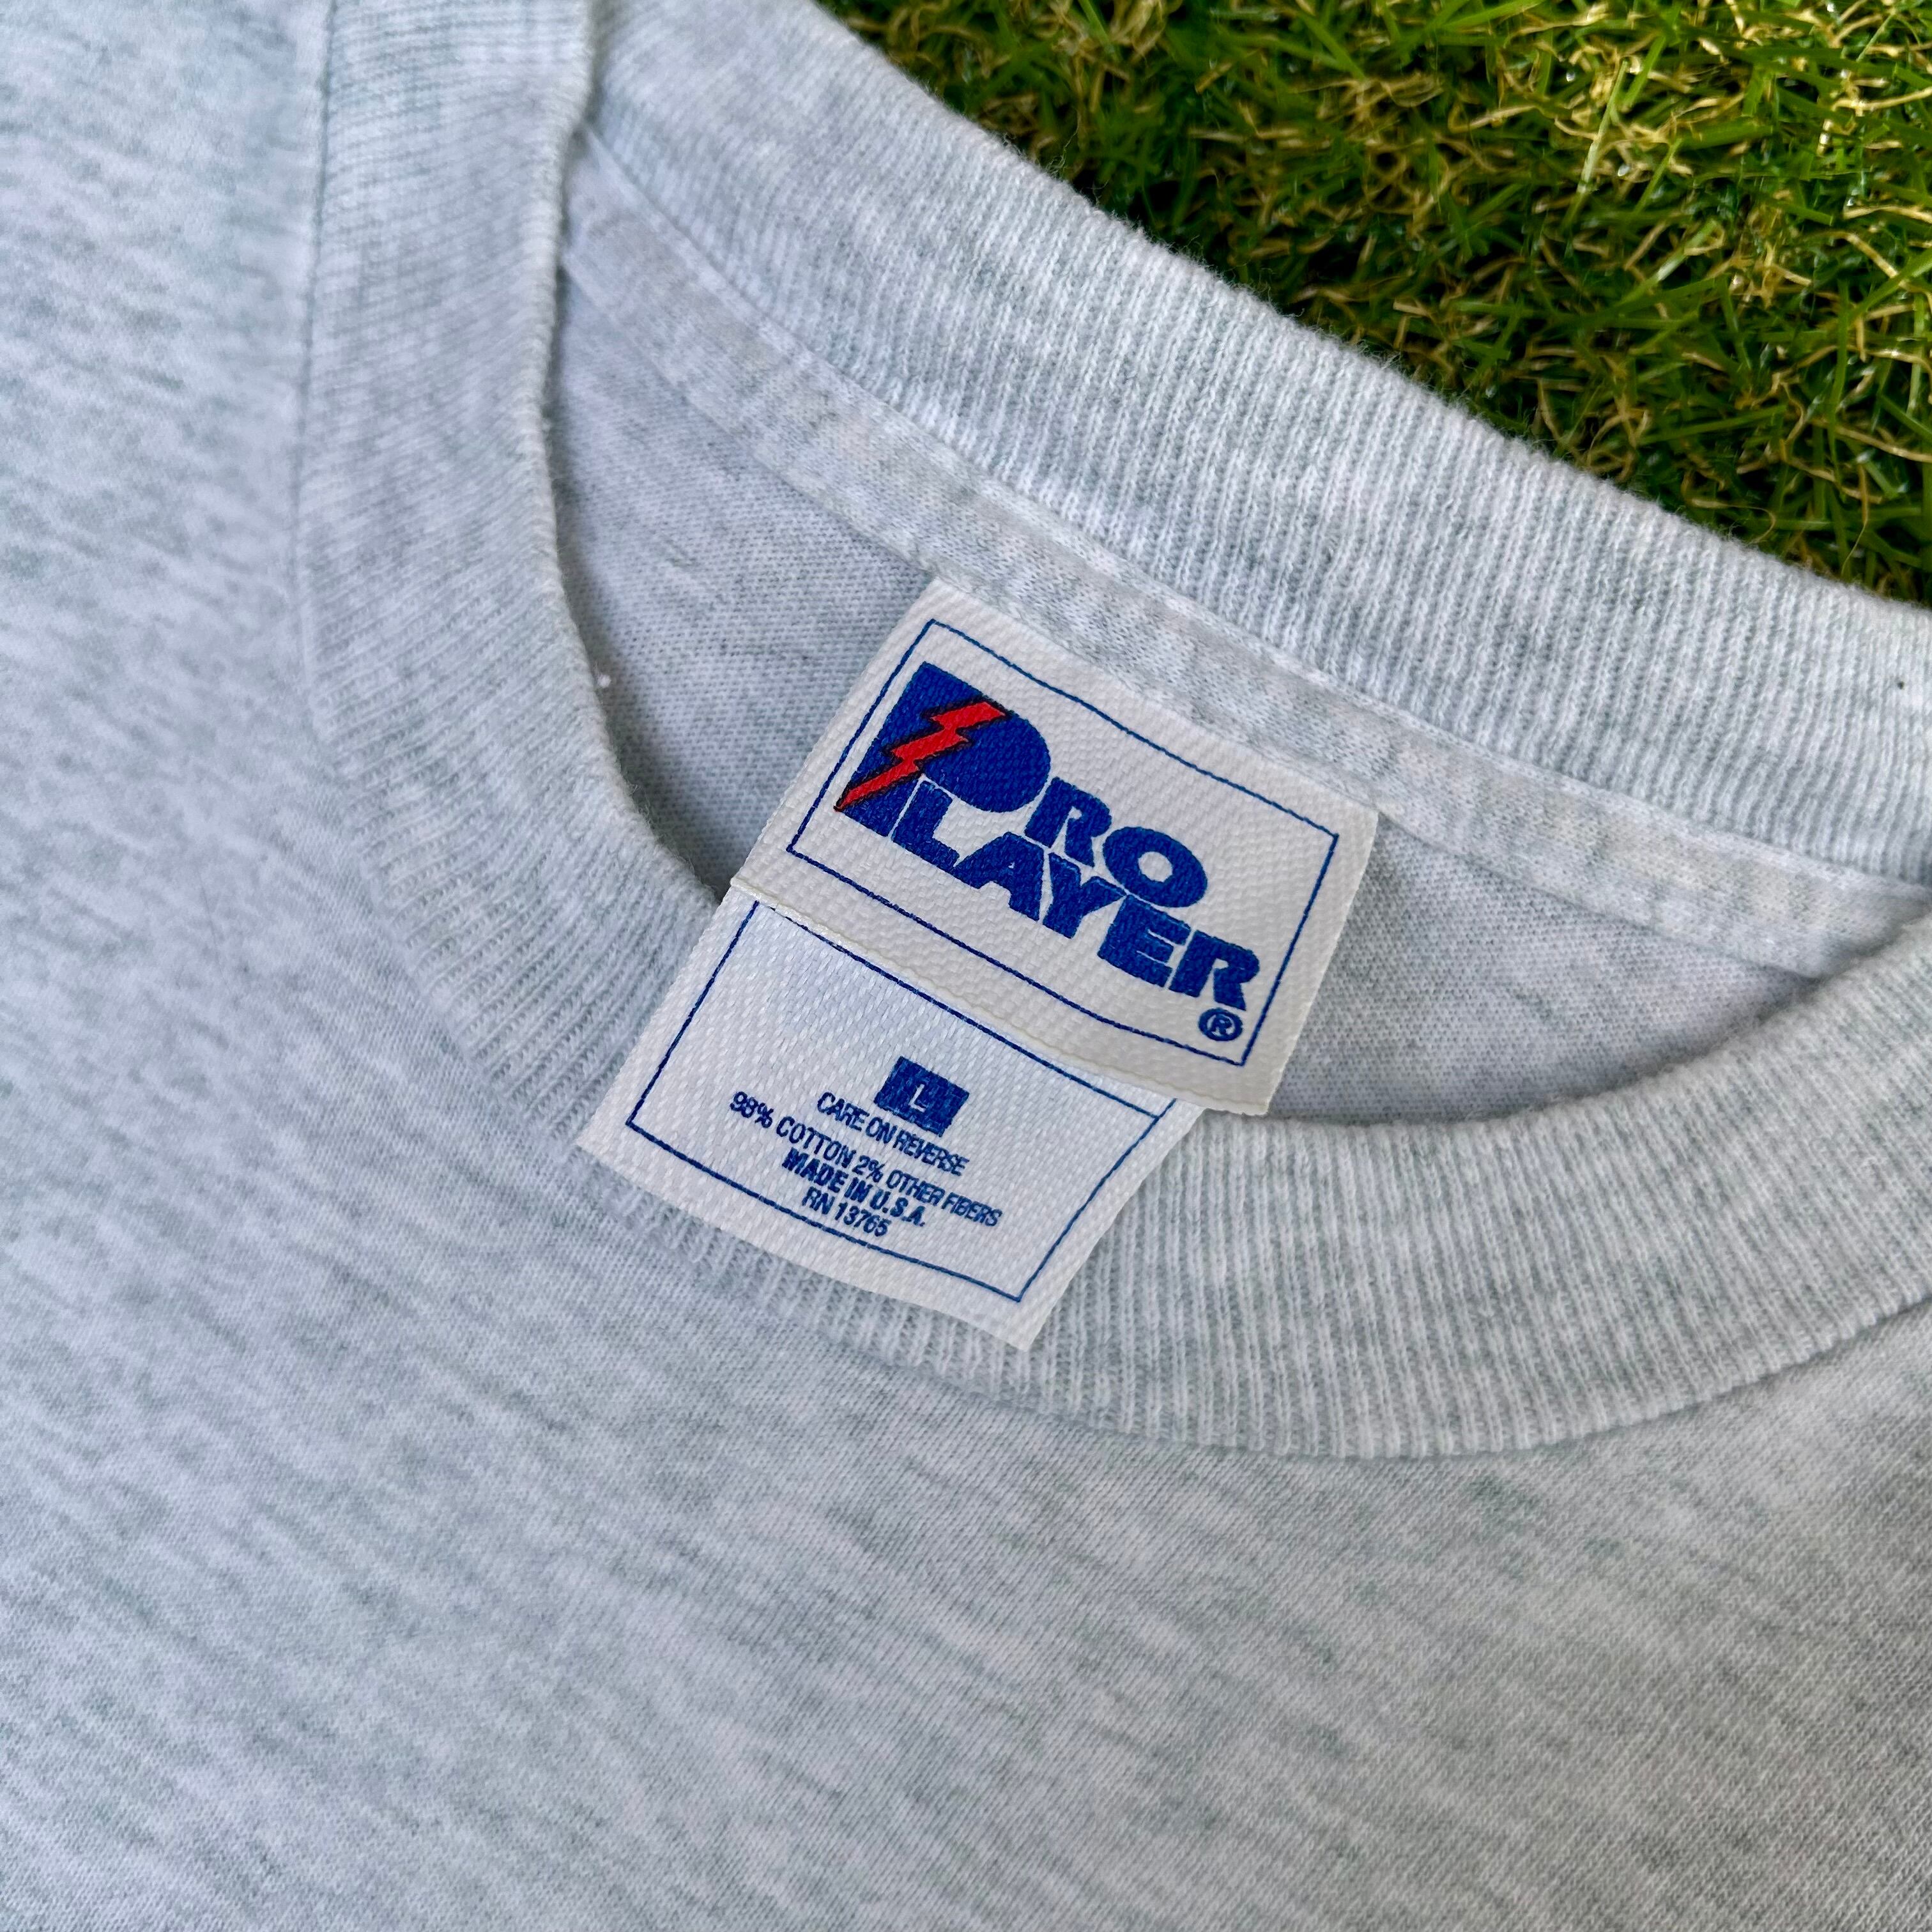 PRO
PLAYER®
L
CARE ON REVERSE
98% COTTON 2% OTHER FIBERS
MADE IN U.S.A.
RN 13765